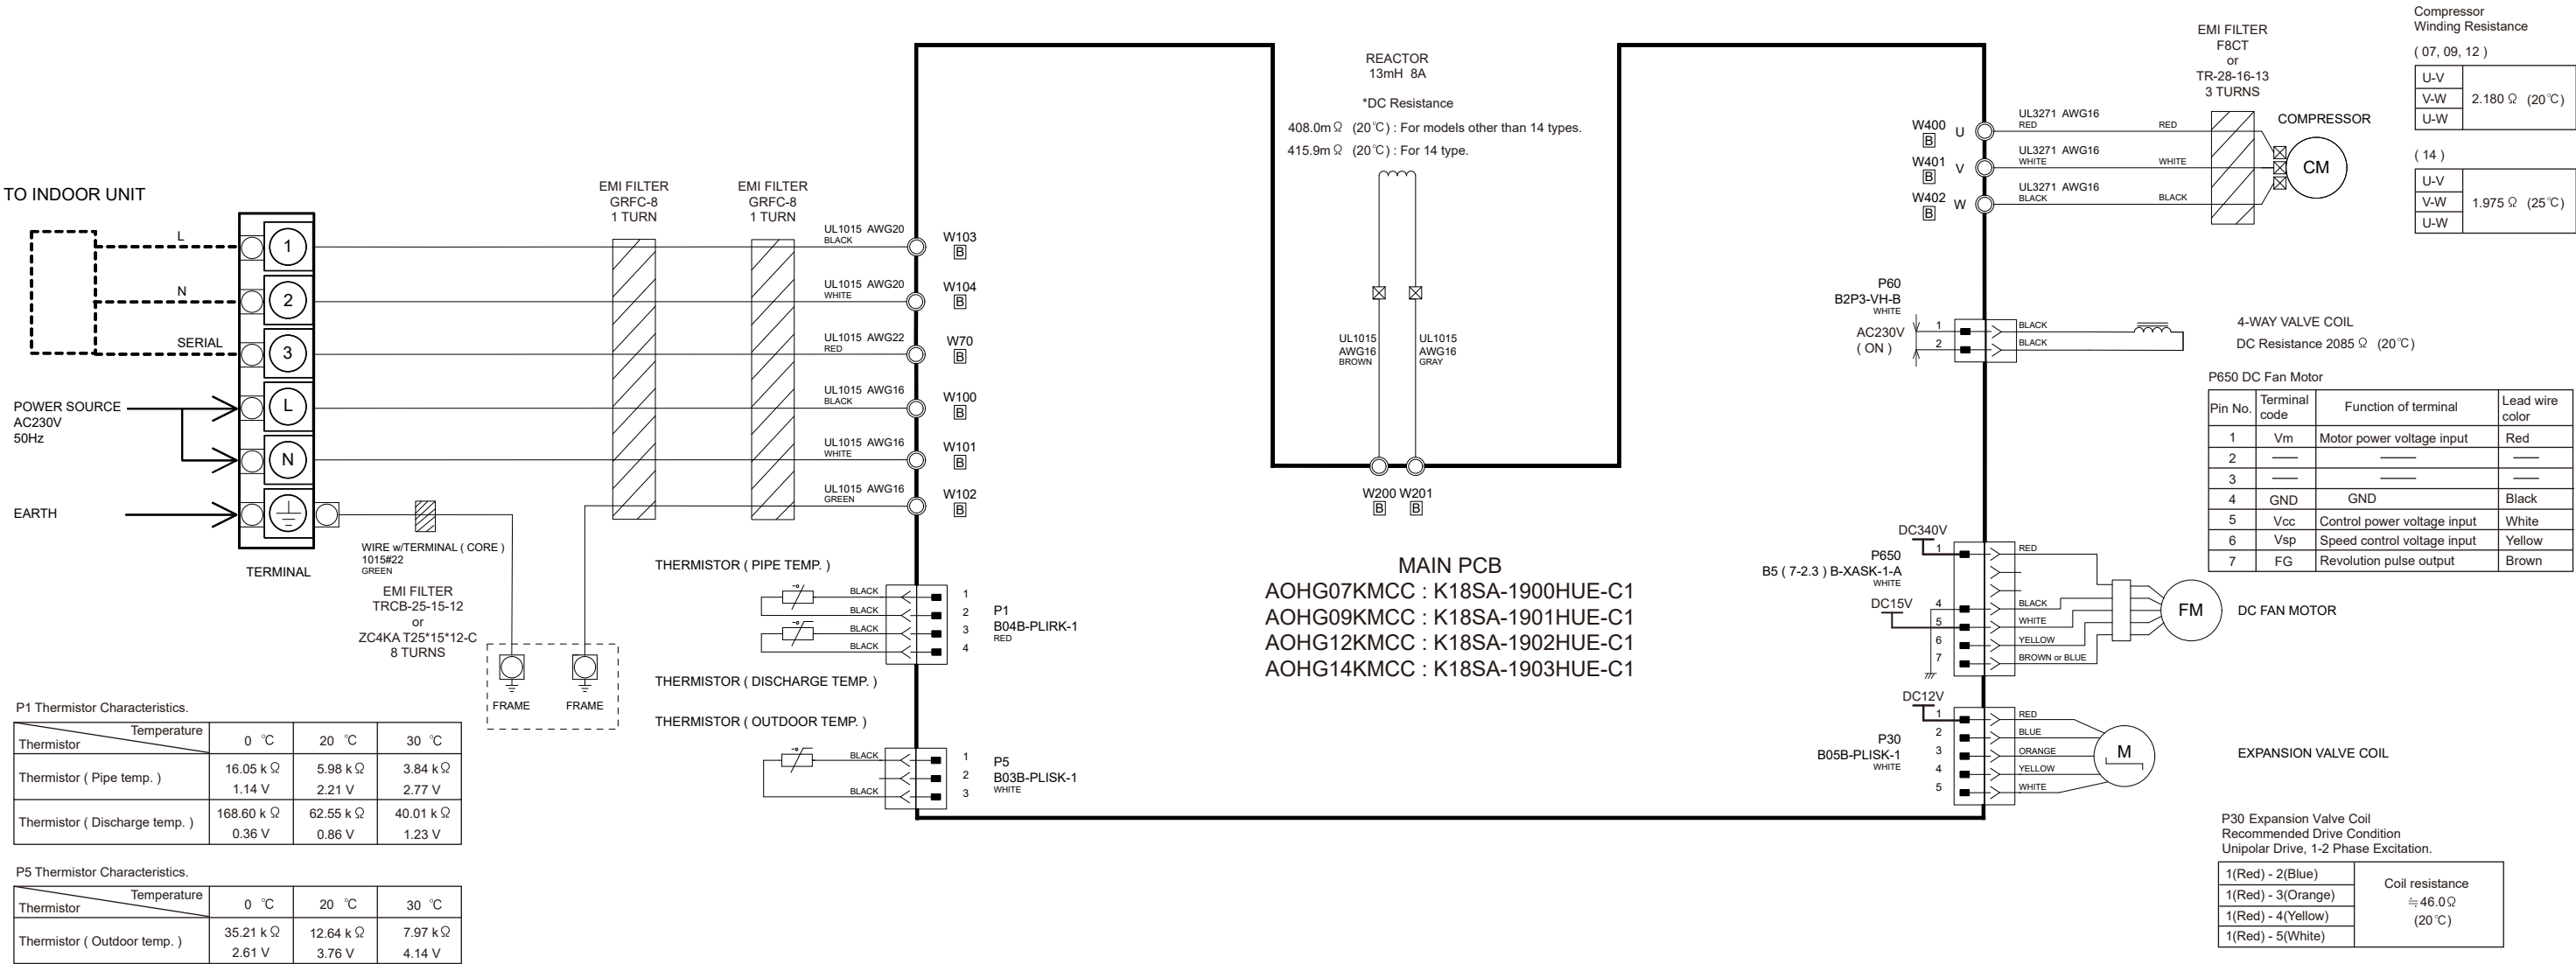 TO INDOOR UNIT
L
N
SERIAL
1
2
3
L
N
POWER SOURCE
AC230V
50Hz
EARTH
TERMINAL
WIRE w/TERMINAL ( CORE )
1015#22
GREEN
EMI FILTER
TRCB-25-15-12
or
ZC4KA T25*15*12-C
8 TURNS
FRAME
FRAME
EMI FILTER
GRFC-8
1 TURN
EMI FILTER
GRFC-8
1 TURN
UL1015 AWG20
BLACK
W103
B
UL1015 AWG20
WHITE
W104
B
UL1015 AWG22
RED
W70
B
UL1015 AWG16
BLACK
W100
B
UL1015 AWG16
WHITE
W101
B
UL1015 AWG16
GREEN
W102
B
THERMISTOR ( PIPE TEMP. )
BLACK
BLACK
BLACK
BLACK
1
2
3
4
P1
B04B-PLIRK-1
RED
THERMISTOR ( DISCHARGE TEMP. )
THERMISTOR ( OUTDOOR TEMP. )
BLACK
BLACK
1
2
3
P5
B03B-PLISK-1
WHITE
REACTOR
13mH 8A
*DC Resistance
408.0mΩ (20℃) : For models other than 14 types.
415.9mΩ (20℃) : For 14 type.
UL1015
AWG16
BROWN
UL1015
AWG16
GRAY
W200 W201
B B
MAIN PCB
AOHG07KMCC : K18SA-1900HUE-C1
AOHG09KMCC : K18SA-1901HUE-C1
AOHG12KMCC : K18SA-1902HUE-C1
AOHG14KMCC : K18SA-1903HUE-C1
W400
B
U
UL3271 AWG16
RED
RED
W401
B
V
UL3271 AWG16
WHITE
WHITE
W402
B
W
UL3271 AWG16
BLACK
BLACK
EMI FILTER
F8CT
or
TR-28-16-13
3 TURNS
COMPRESSOR
CM
Compressor
Winding Resistance
( 07, 09, 12 )
U-V
V-W
U-W
2.180 Ω (20℃)
( 14 )
U-V
V-W
U-W
1.975 Ω (25℃)
P60
B2P3-VH-B
WHITE
AC230V
( ON )
1
2
BLACK
BLACK
4-WAY VALVE COIL
DC Resistance 2085 Ω (20℃)
P650 DC Fan Motor
Pin No. Terminal code Function of terminal Lead wire color
1 Vm Motor power voltage input Red
2 — — —
3 — — —
4 GND GND Black
5 Vcc Control power voltage input White
6 Vsp Speed control voltage input Yellow
7 FG Revolution pulse output Brown
DC340V
P650
B5 ( 7-2.3 ) B-XASK-1-A
WHITE
DC15V
1
4
5
6
7
RED
BLACK
WHITE
YELLOW
BROWN or BLUE
FM
DC FAN MOTOR
DC12V
P30
B05B-PLISK-1
WHITE
1
2
3
4
5
RED
BLUE
ORANGE
YELLOW
WHITE
M
EXPANSION VALVE COIL
P30 Expansion Valve Coil
Recommended Drive Condition
Unipolar Drive, 1-2 Phase Excitation.
1(Red) - 2(Blue)
1(Red) - 3(Orange)
1(Red) - 4(Yellow)
1(Red) - 5(White)
Coil resistance
≒46.0Ω
(20℃)
P1 Thermistor Characteristics.
Temperature
Thermistor 0 ℃ 20 ℃ 30 ℃
Thermistor ( Pipe temp. )
16.05 kΩ 5.98 kΩ 3.84 kΩ
1.14 V 2.21 V 2.77 V
Thermistor ( Discharge temp. )
168.60 kΩ 62.55 kΩ 40.01 kΩ
0.36 V 0.86 V 1.23 V
P5 Thermistor Characteristics.
Temperature
Thermistor 0 ℃ 20 ℃ 30 ℃
Thermistor ( Outdoor temp. )
35.21 kΩ 12.64 kΩ 7.97 kΩ
2.61 V 3.76 V 4.14 V